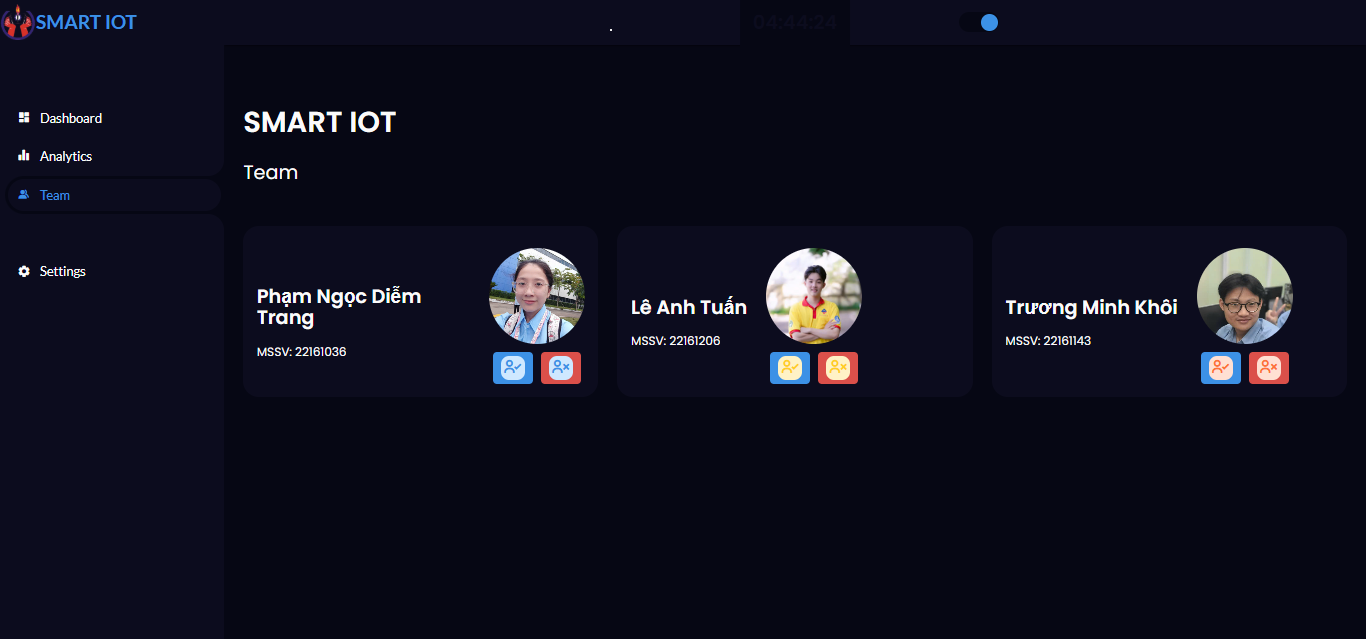 SMART IOT
04:44:24
Dashboard
Analytics
Team
Settings
SMART IOT
Team
Phạm Ngọc Diễm
Trang
MSSV: 22161036
Lê Anh Tuấn
MSSV: 22161206
Trương Minh Khôi
MSSV: 22161143